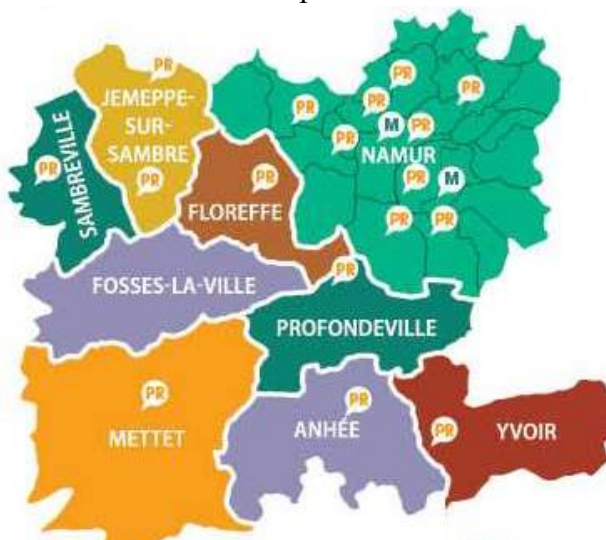 PR
JEMEPPE-
SUR-
SAMBRE
PR
PR
SAMBREVILLE
PR
FLOREFFE
PR
PR
PR
PR
PR
M
PR
NAMUR
PR
M
PR
PR
FOSSES-LA-VILLE
PR
PROFONDEVILLE
PR
METTET
PR
ANHÉE
PR
YVOIR